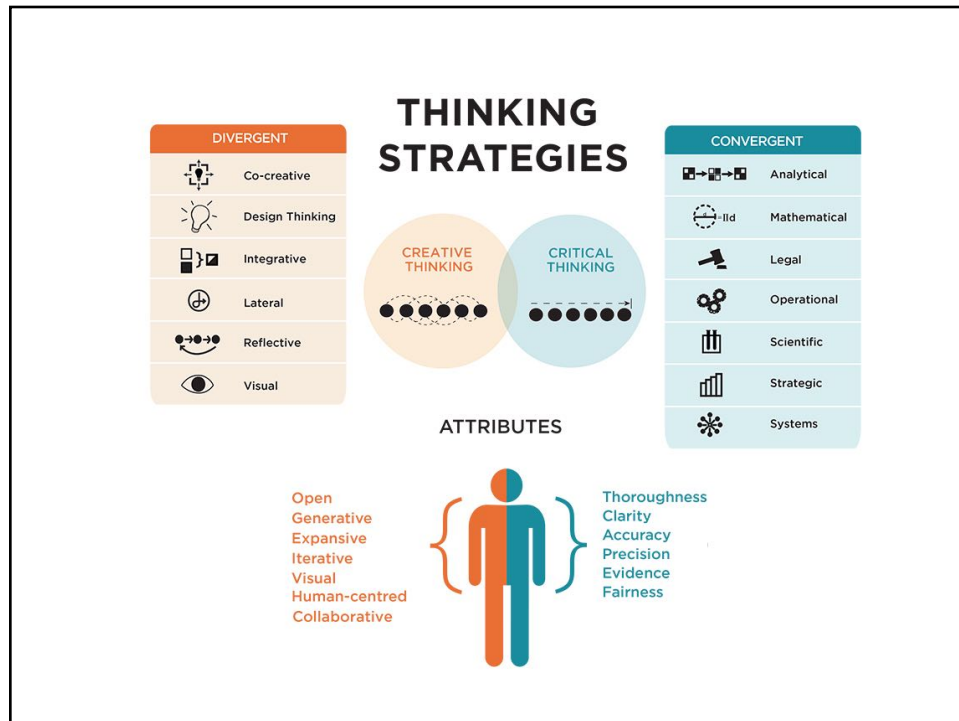 THINKING
STRATEGIES
DIVERGENT
Co-creative
Design Thinking
Integrative
Lateral
Reflective
Visual
CREATIVE
THINKING
CRITICAL
THINKING
CONVERGENT
Analytical
d =IId
Mathematical
Legal
Operational
Scientific
Strategic
Systems
ATTRIBUTES
Open
Generative
Expansive
Iterative
Visual
Human-centred
Collaborative
Thoroughness
Clarity
Accuracy
Precision
Evidence
Fairness